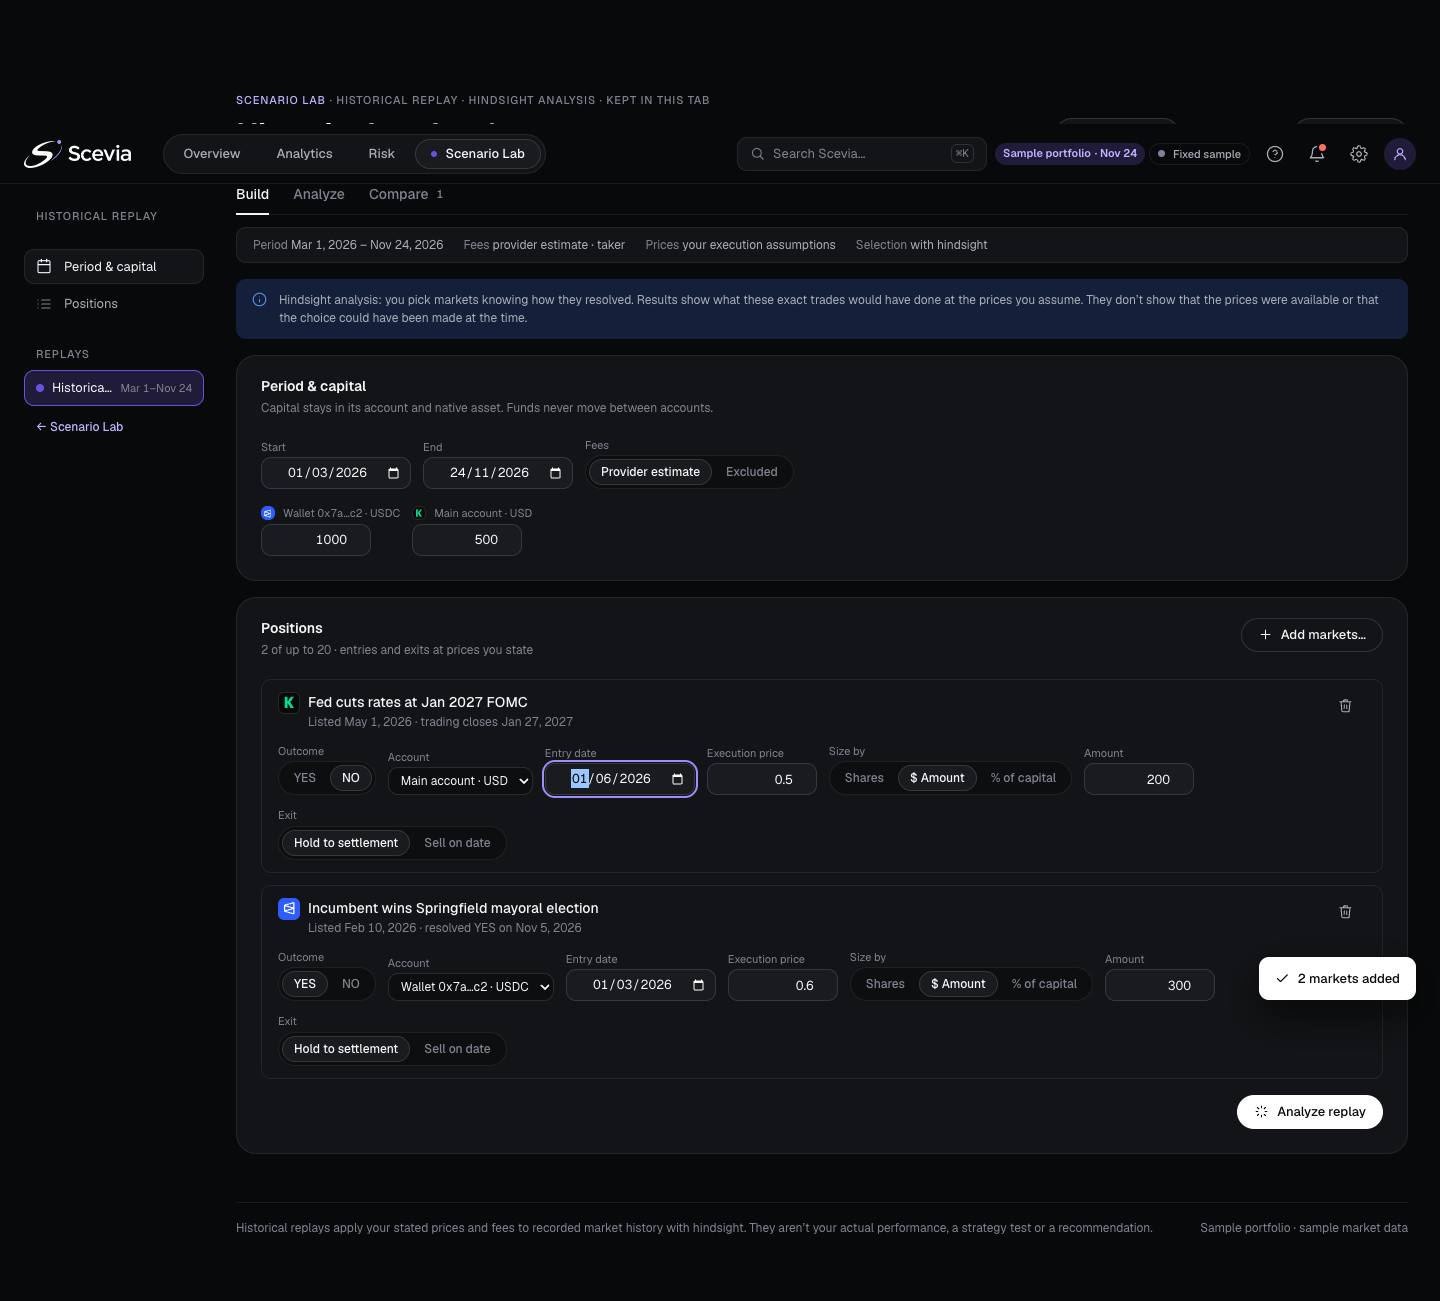 SCENARIO LAB · HISTORICAL REPLAY · HINDSIGHT ANALYSIS · KEPT IN THIS TAB
Scevia
Overview
Analytics
Risk
Scenario Lab
Search Scevia...
⌘K
Sample portfolio · Nov 24
Fixed sample
HISTORICAL REPLAY
Period & capital
Positions
REPLAYS
Historica... Mar 1–Nov 24
← Scenario Lab
Build
Analyze
Compare 1
Period Mar 1, 2026 – Nov 24, 2026
Fees provider estimate · taker
Prices your execution assumptions
Selection with hindsight
Hindsight analysis: you pick markets knowing how they resolved. Results show what these exact trades would have done at the prices you assume. They don’t show that the prices were available or that
the choice could have been made at the time.
Period & capital
Capital stays in its account and native asset. Funds never move between accounts.
Start
End
Fees
01/03/2026
24/11/2026
Provider estimate
Excluded
Wallet 0x7a...c2 · USDC
K Main account · USD
1000
500
Positions
2 of up to 20 · entries and exits at prices you state
Add markets...
K
Fed cuts rates at Jan 2027 FOMC
Listed May 1, 2026 · trading closes Jan 27, 2027
Outcome
Account
Entry date
Execution price
Size by
Amount
YES
NO
Main account · USD
01/06/2026
0.5
Shares
$ Amount
% of capital
200
Exit
Hold to settlement
Sell on date
Incumbent wins Springfield mayoral election
Listed Feb 10, 2026 · resolved YES on Nov 5, 2026
Outcome
Account
Entry date
Execution price
Size by
Amount
YES
NO
Wallet 0x7a...c2 · USDC
01/03/2026
0.6
Shares
$ Amount
% of capital
300
2 markets added
Exit
Hold to settlement
Sell on date
Analyze replay
Historical replays apply your stated prices and fees to recorded market history with hindsight. They aren’t your actual performance, a strategy test or a recommendation.
Sample portfolio · sample market data